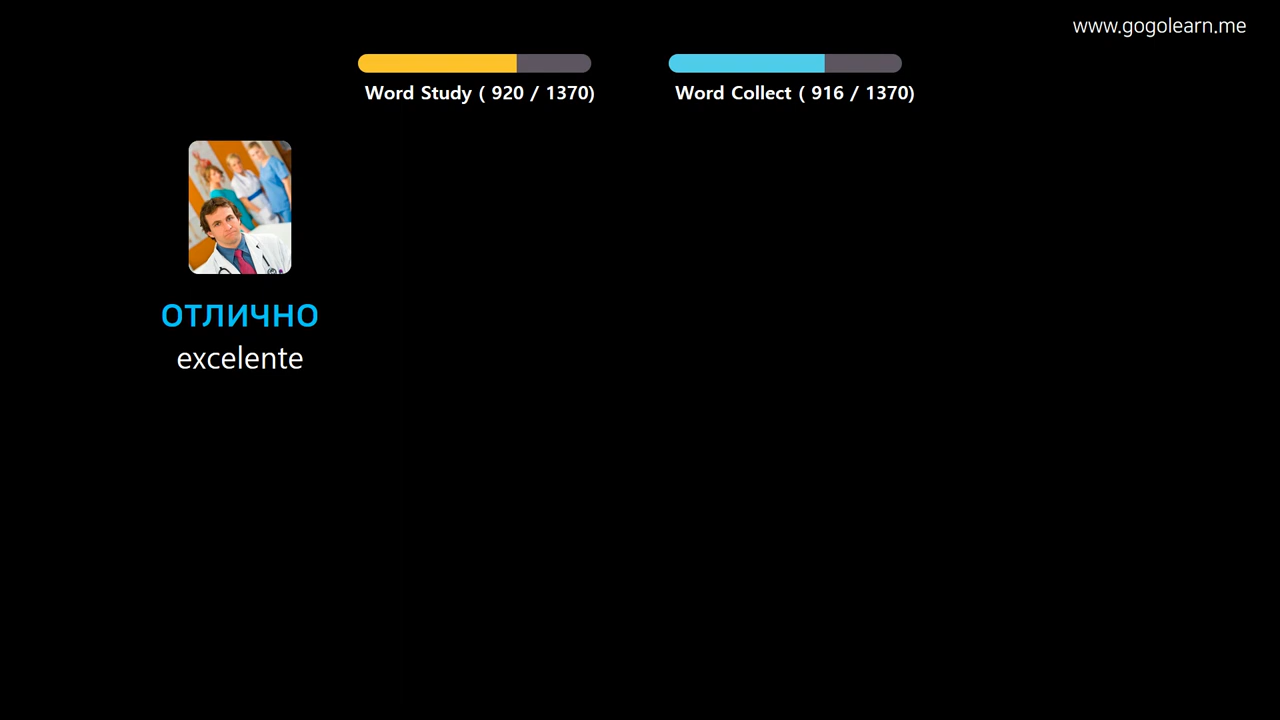 www.gogolearn.me
Word Study ( 920 / 1370)
Word Collect ( 916 / 1370)
отлично
excelente